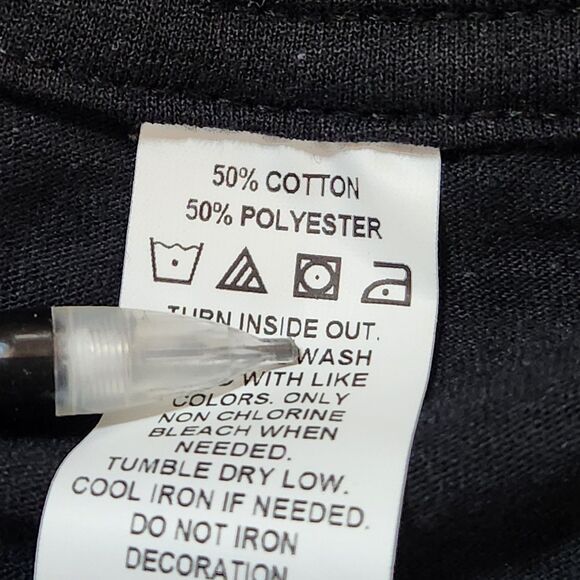 50% COTTON
50% POLYESTER
TURN INSIDE OUT.
WASH
WITH LIKE
COLORS. ONLY
NON CHLORINE
BLEACH WHEN
NEEDED.
TUMBLE DRY LOW.
COOL IRON IF NEEDED.
DO NOT IRON
DECORATION